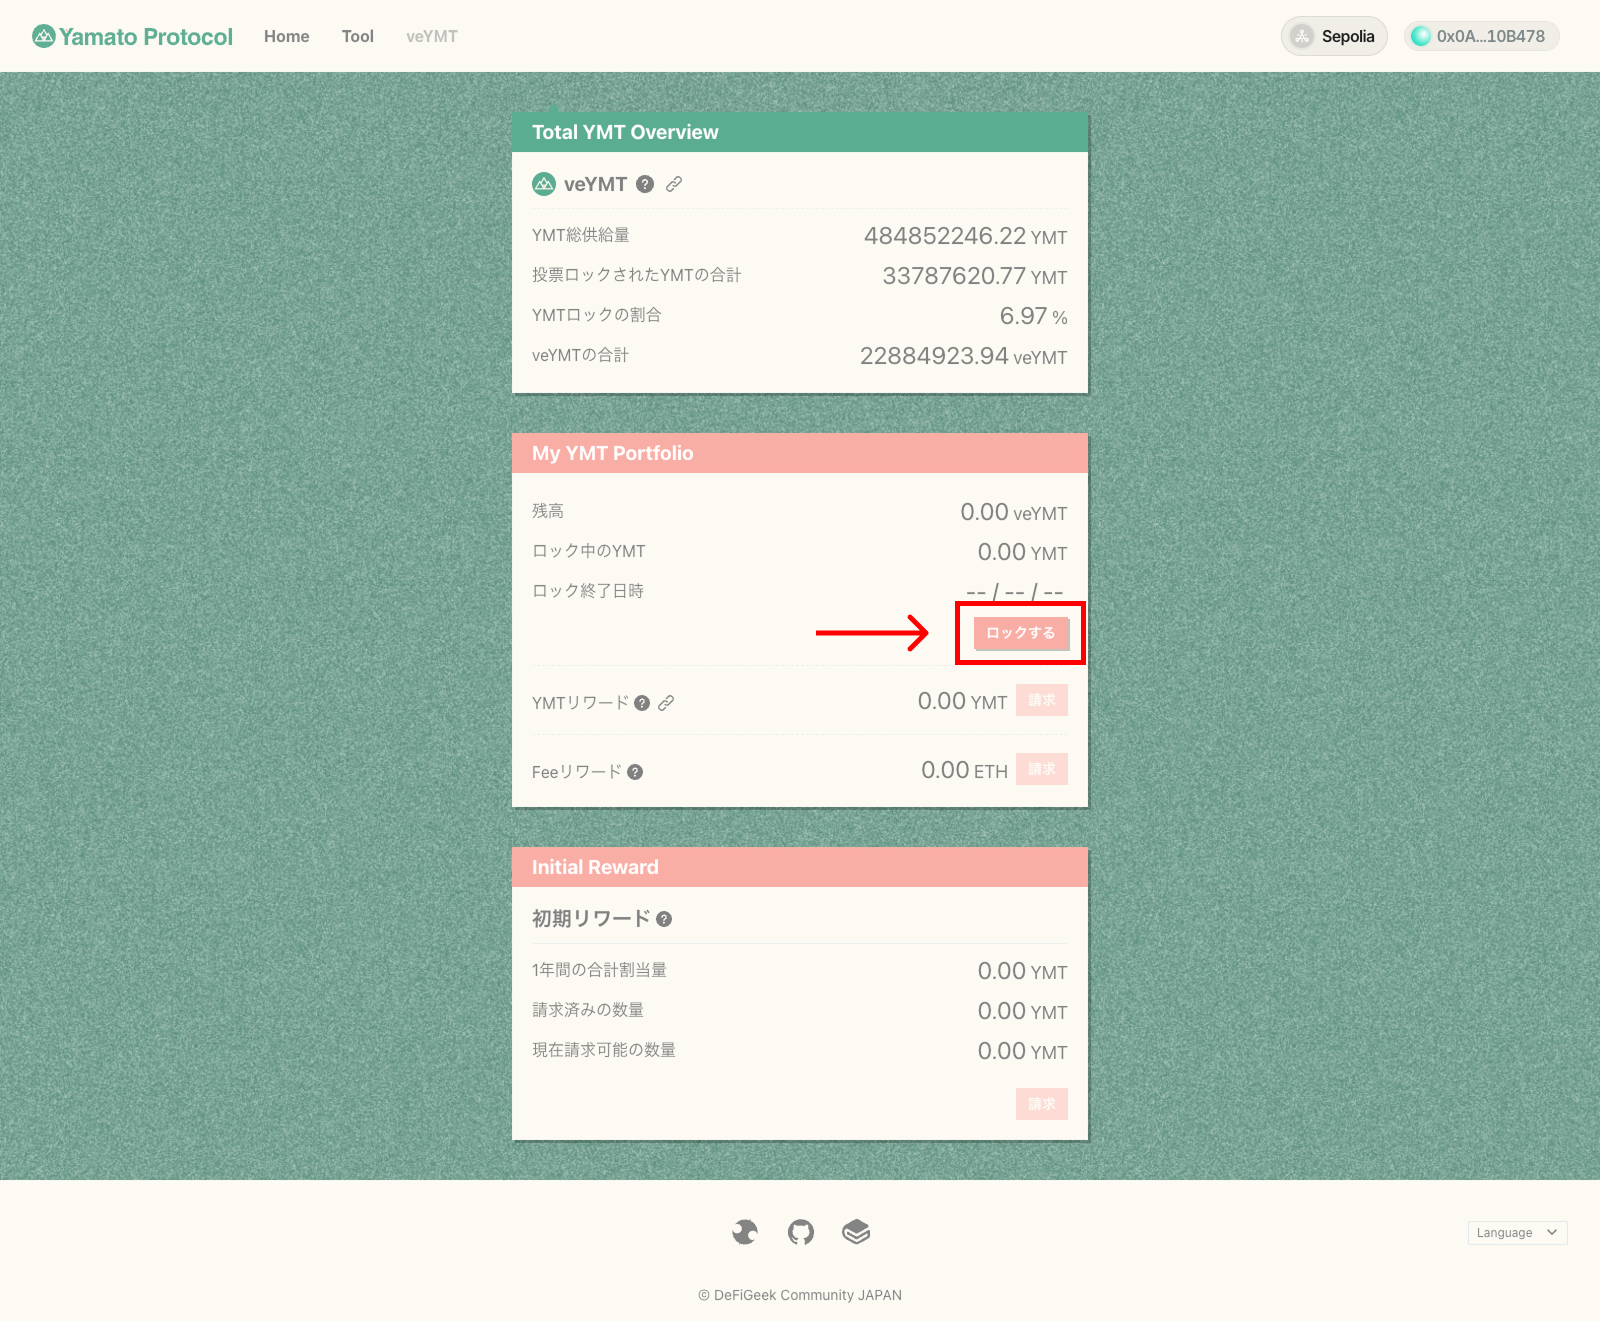 Yamato Protocol Home Tool veYMT Sepolia 0x0A...10B478
Total YMT Overview
veYMT ?
YMT総供給量 484852246.22 YMT
投票ロックされたYMTの合計 33787620.77 YMT
YMTロックの割合 6.97 %
veYMTの合計 22884923.94 veYMT
My YMT Portfolio
残高 0.00 veYMT
ロック中のYMT 0.00 YMT
ロック終了日時 -- / -- / --
ロックする
YMTリワード ? 0.00 YMT 請求
Feeリワード ? 0.00 ETH 請求
Initial Reward
初期リワード ?
1年間の合計割当量 0.00 YMT
請求済みの数量 0.00 YMT
現在請求可能の数量 0.00 YMT
請求
Language
© DeFiGeek Community JAPAN